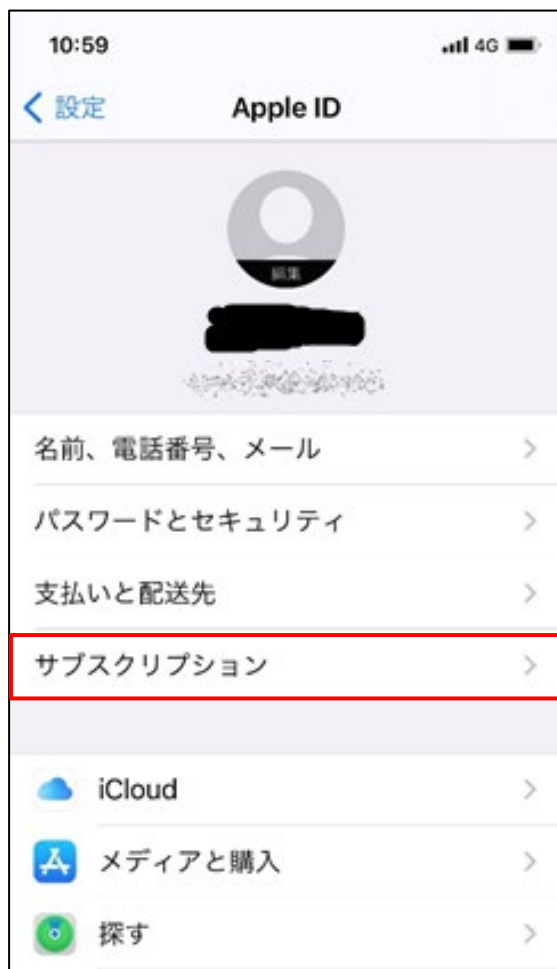 10:59
4G
設定
Apple ID
編集
名前、電話番号、メール
パスワードとセキュリティ
支払いと配送先
サブスクリプション
iCloud
メディアと購入
探す